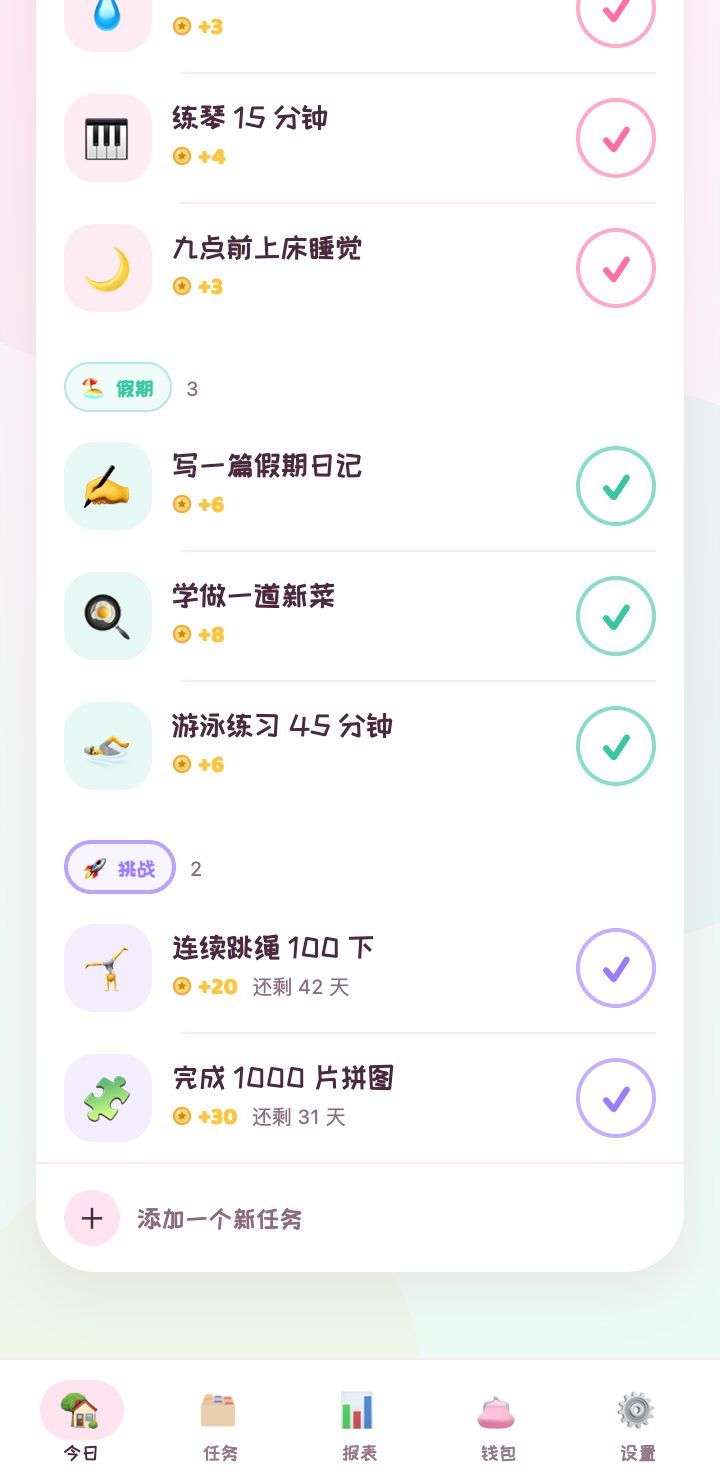 +3
练琴 15 分钟
+4
九点前上床睡觉
+3
假期 3
写一篇假期日记
+6
学做一道新菜
+8
游泳练习 45 分钟
+6
挑战 2
连续跳绳 100 下
+20 还剩 42 天
完成 1000 片拼图
+30 还剩 31 天
添加一个新任务
今日 任务 报表 钱包 设置